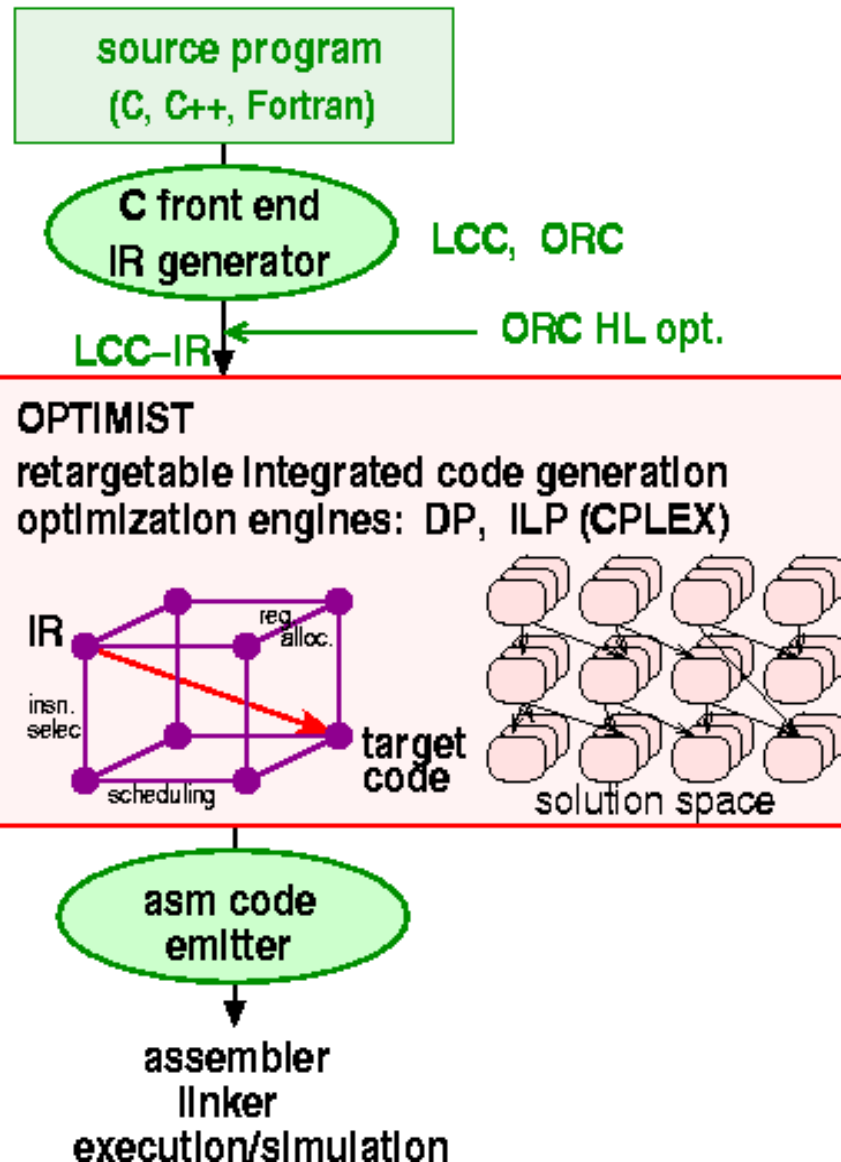 source program
(C, C++, Fortran)
C front end
IR generator
LCC, ORC
ORC HL opt.
LCC-IR
OPTIMIST
retargetable integrated code generation
optimization engines: DP, ILP (CPLEX)
IR
reg.
alloc.
insn.
selec
target
code
scheduling
solution space
asm code
emitter
assembler
linker
execution/simulation